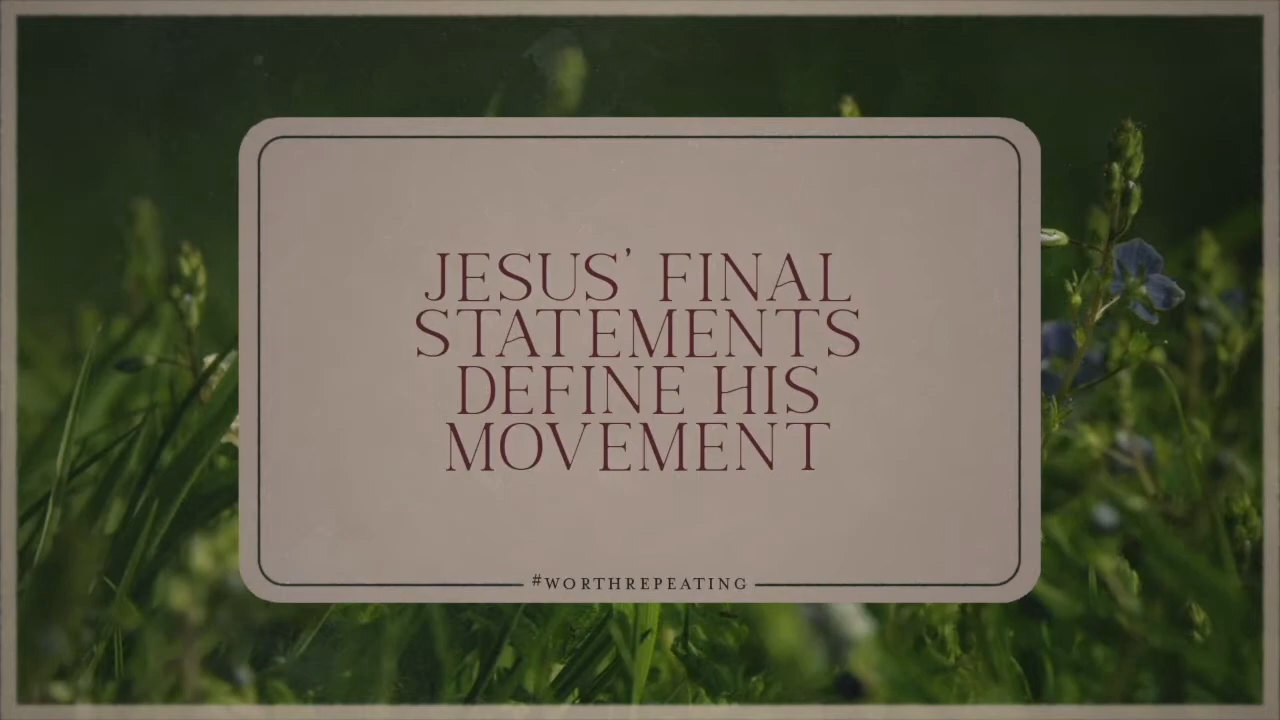 JESUS’ FINAL
STATEMENTS
DEFINE HIS
MOVEMENT
#WORTHREPEATING